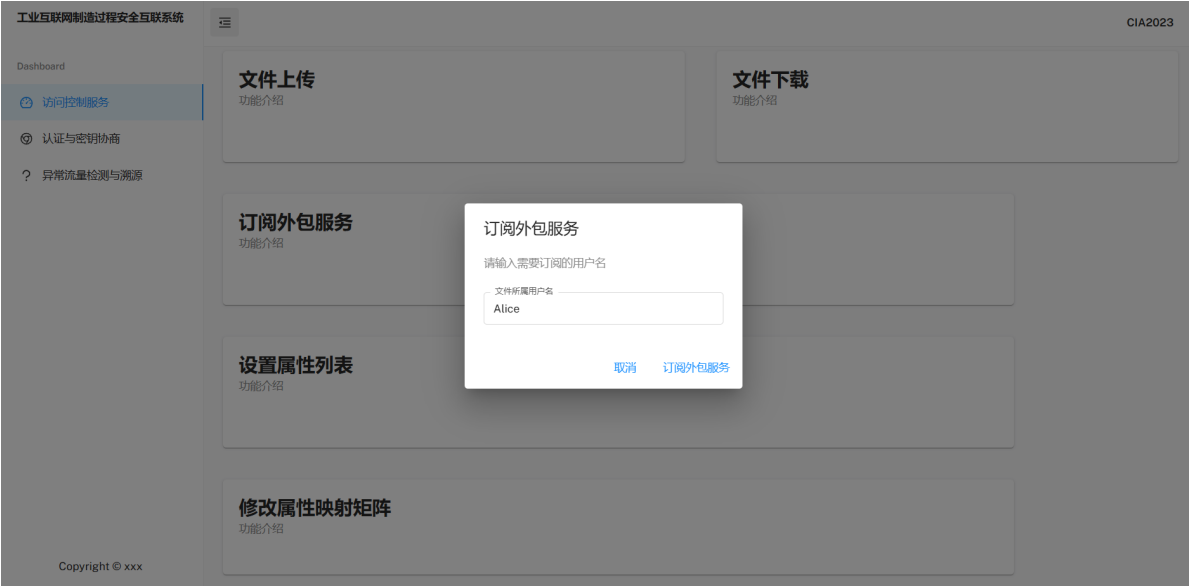 工业互联网制造过程安全互联系统
CIA2023
Dashboard
访问控制服务
认证与密钥协商
异常流量检测与溯源
文件上传
功能介绍
文件下载
功能介绍
订阅外包服务
功能介绍
设置属性列表
功能介绍
修改属性映射矩阵
功能介绍
订阅外包服务
请输入需要订阅的用户名
文件所属用户名
Alice
取消
订阅外包服务
Copyright © xxx